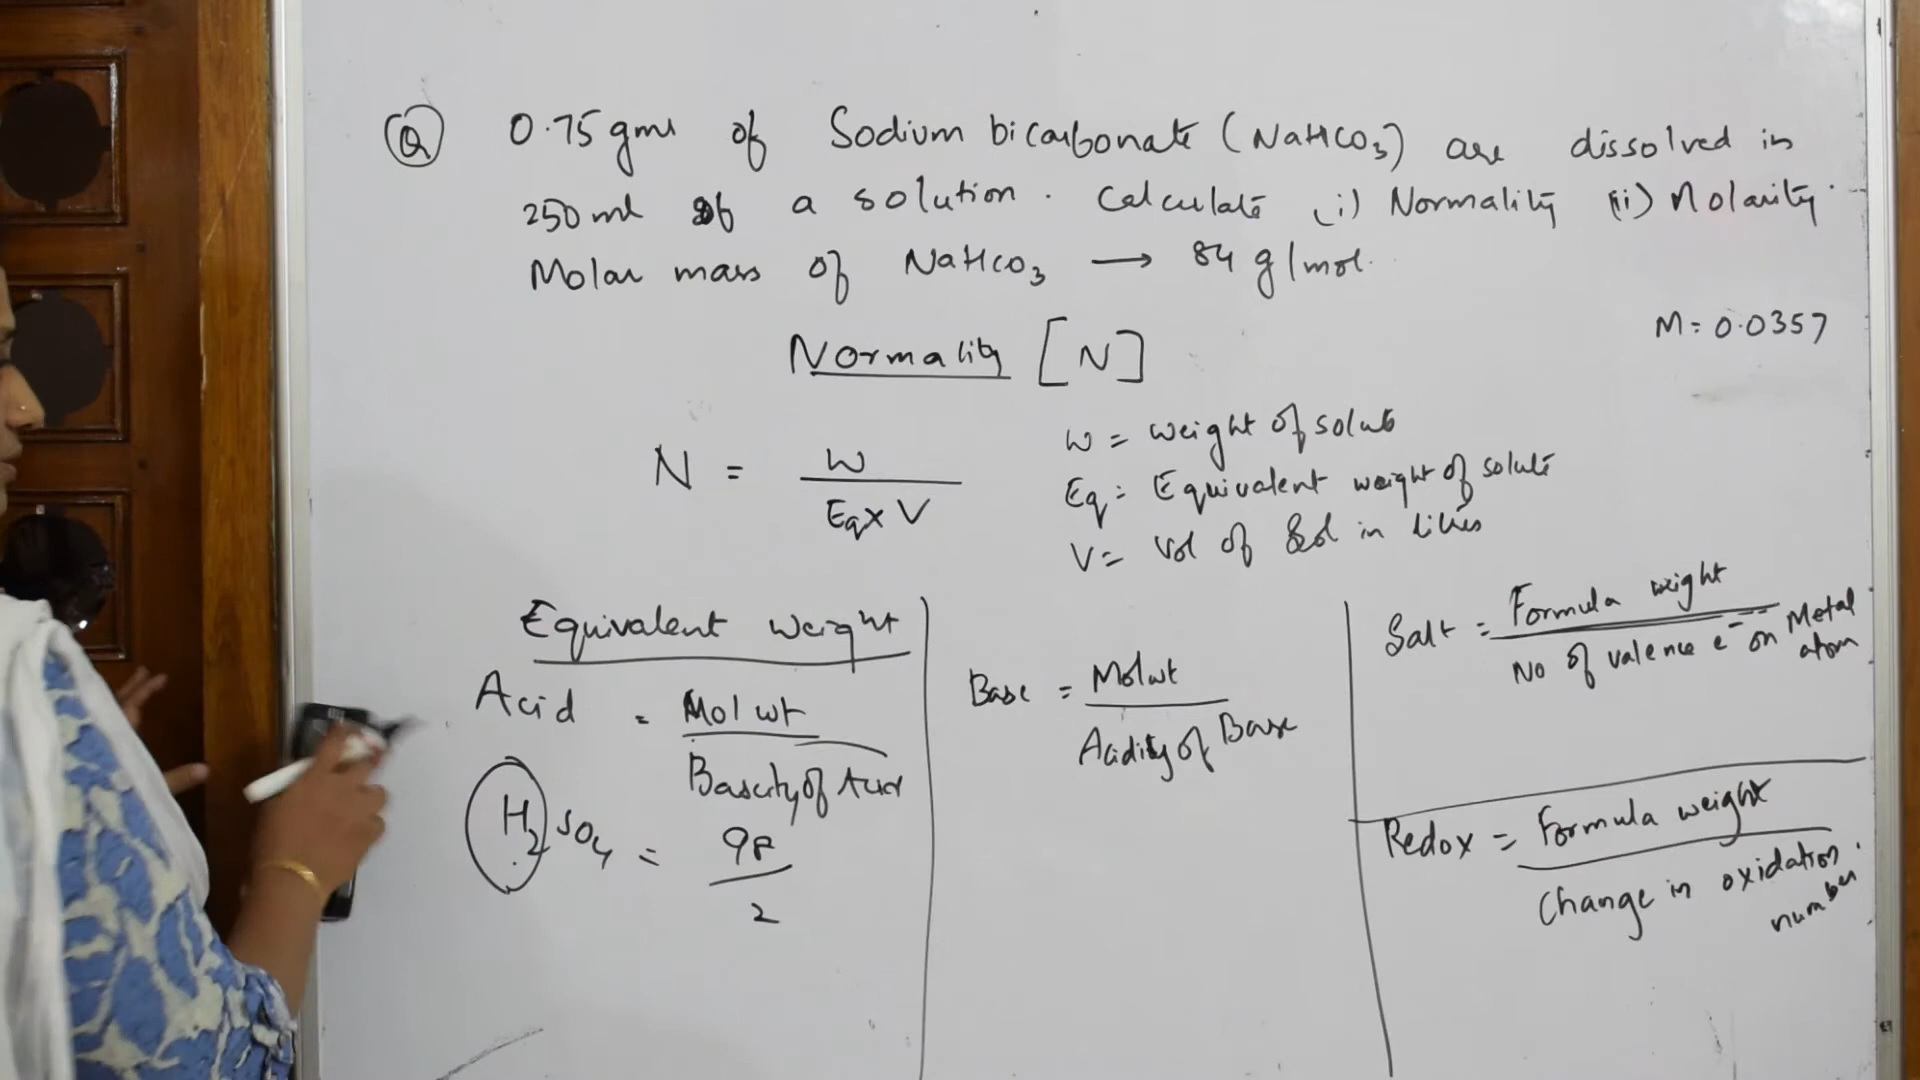 Q 0.75 gms of Sodium bicarbonate (NaHCO3) are dissolved in
250 ml of a solution. Calculate (i) Normality (ii) Molarity.
Molar mass of NaHCO3 → 84 g/mol.
M = 0.0357
Normality [N]
N = W / Eq x V
W = Weight of solute
Eq = Equivalent weight of solute
V = Vol of Sol in litres
Equivalent Weight
Acid = Mol wt / Bascity of Acid
H2SO4 = 98 / 2
Base = Mol wt / Acidity of Base
Salt = Formula weight / No of valence e- on Metal atom
Redox = Formula weight / Change in oxidation number